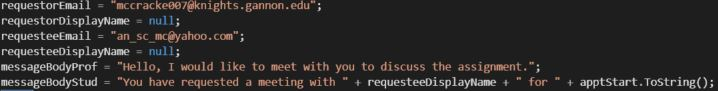 requestorEmail = "mccracke007@knights.gannon.edu";
requestorDisplayName = null;
requesteeEmail = "an_sc_mc@yahoo.com";
requesteeDisplayName = null;
messageBodyProf = "Hello, I would like to meet with you to discuss the assignment.";
messageBodyStud = "You have requested a meeting with " + requesteeDisplayName + " for " + apptStart.ToString();